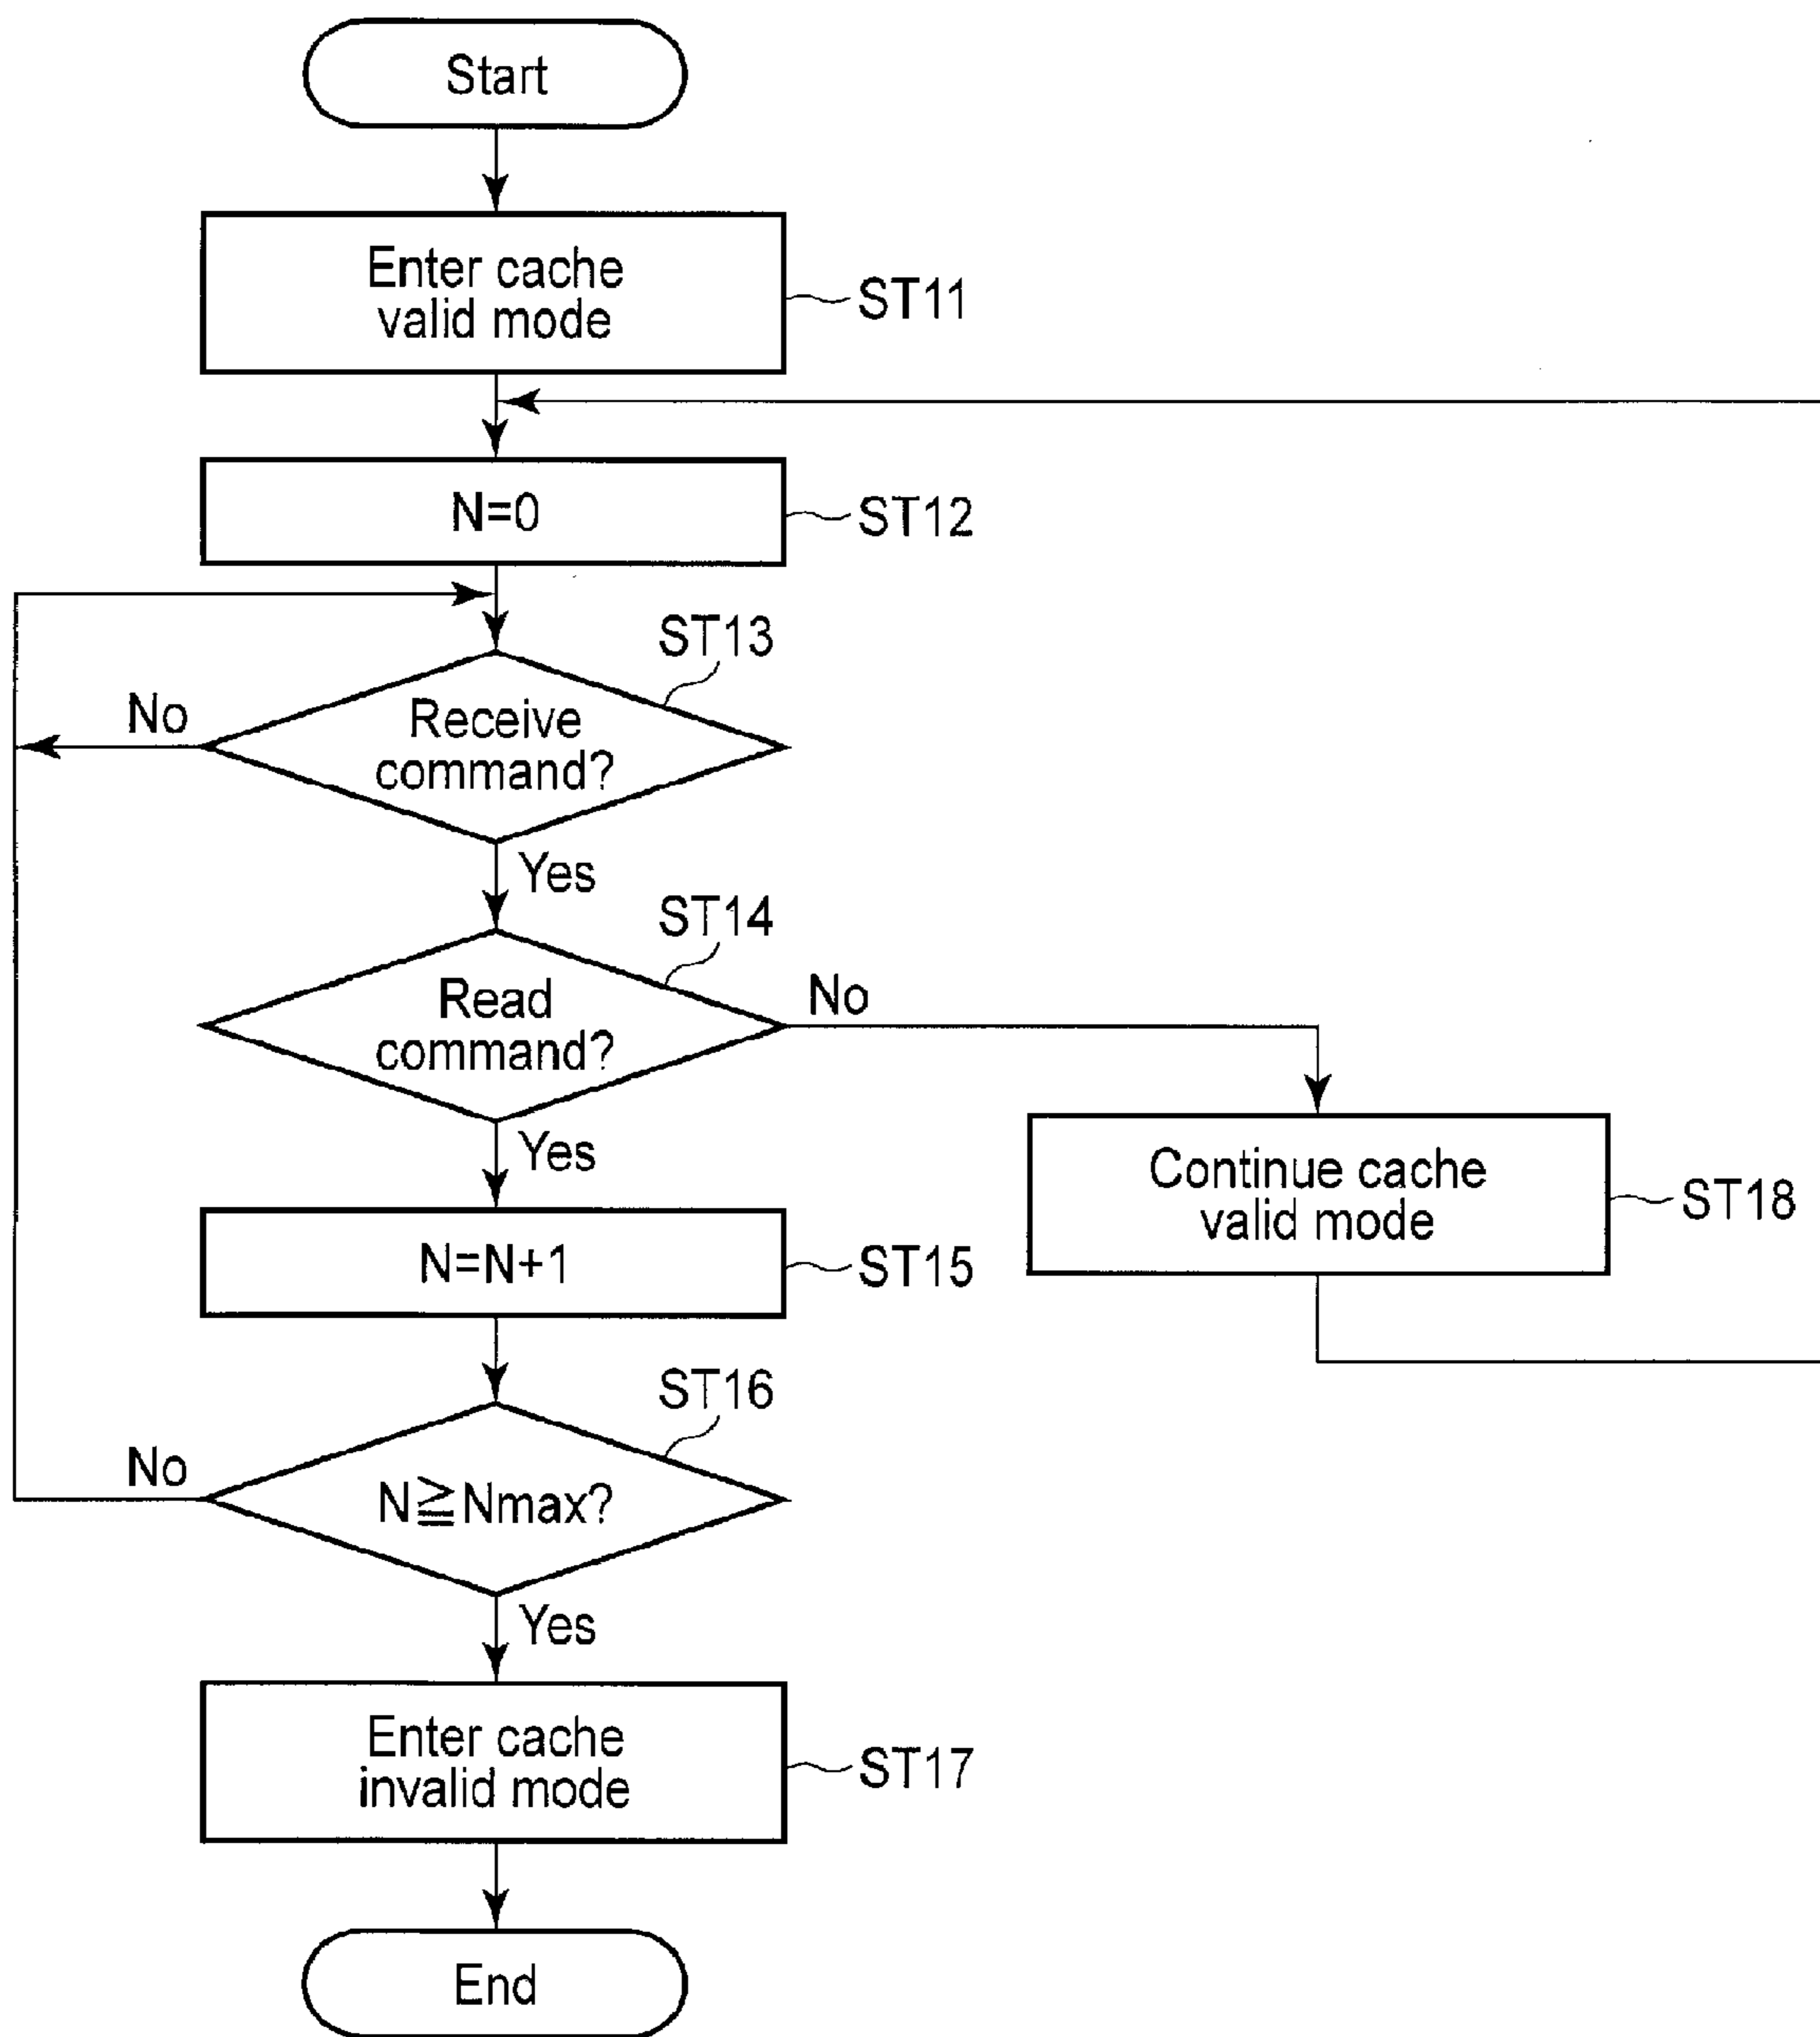 Start
Enter cache
valid mode
ST11
N=0
ST12
ST13
No
Receive
command?
Yes
ST14
Read
command?
No
Yes
Continue cache
valid mode
ST18
N=N+1
ST15
ST16
No
N≧Nmax?
Yes
Enter cache
invalid mode
ST17
End